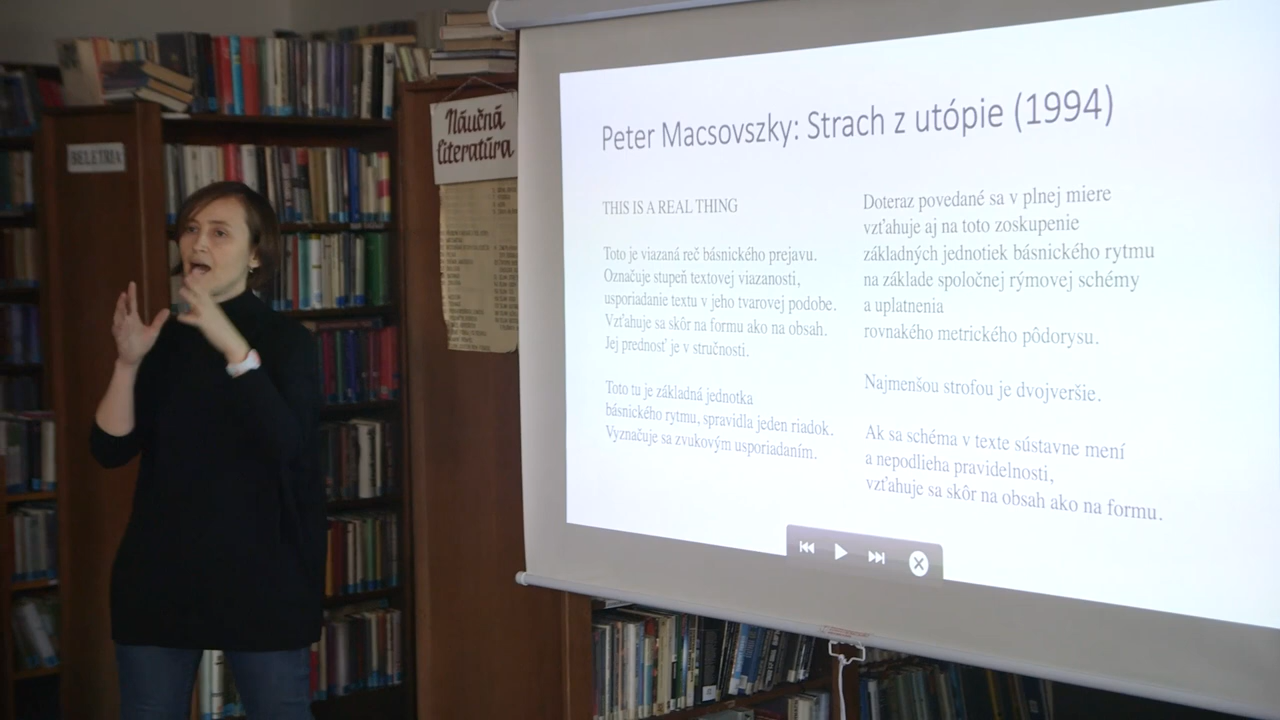 BELETRIA
Náučná
literatúra
Peter Macsovszky: Strach z utópie (1994)
THIS IS A REAL THING
Toto je viazaná reč básnického prejavu.
Označuje stupeň textovej viazanosti,
usporiadanie textu v jeho tvarovej podobe.
Vzťahuje sa skôr na formu ako na obsah.
Jej prednosť je v stručnosti.
Toto tu je základná jednotka
básnického rytmu, spravidla jeden riadok.
Vyznačuje sa zvukovým usporiadaním.
Doteraz povedané sa v plnej miere
vzťahuje aj na toto zoskupenie
základných jednotiek básnického rytmu
na základe spoločnej rýmovej schémy
a uplatnenia
rovnakého metrického pôdorysu.
Najmenšou strofou je dvojveršie.
Ak sa schéma v texte sústavne mení
a nepodlieha pravidelnosti,
vzťahuje sa skôr na obsah ako na formu.